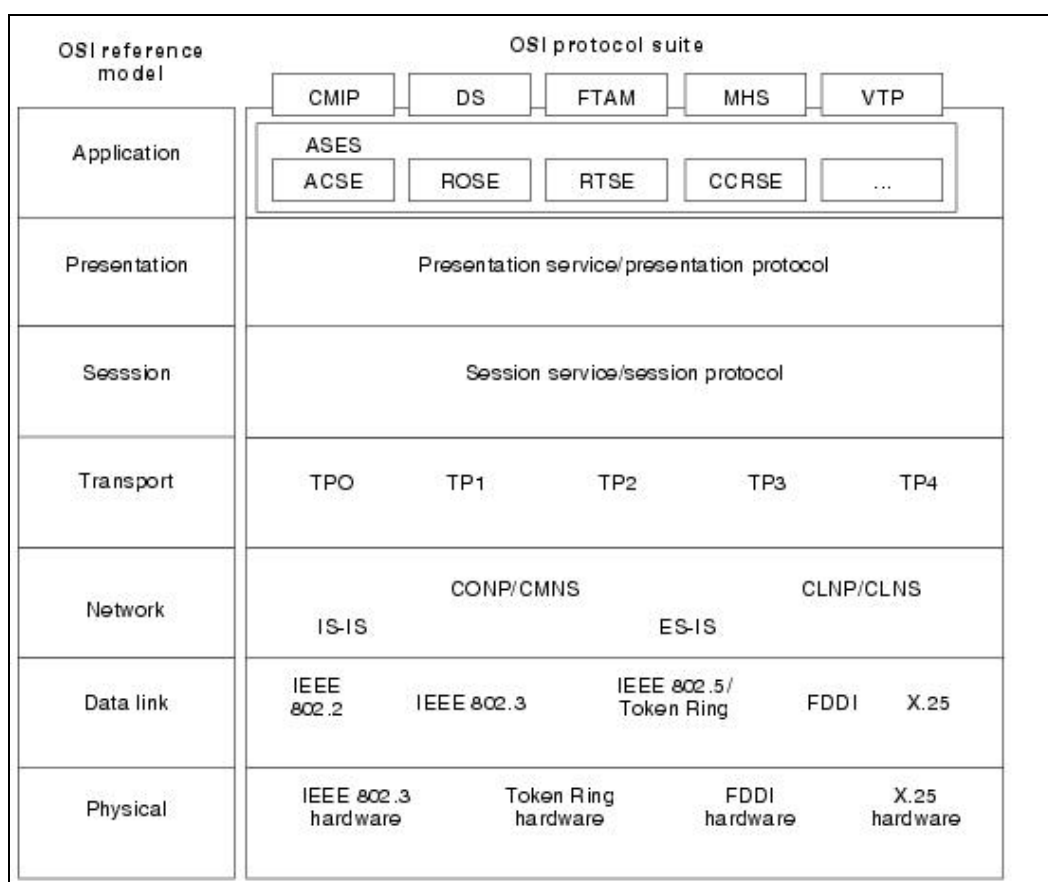 OSI reference
model
OSI protocol suite
CMIP DS FTAM MHS VTP
Application
ASES
ACSE ROSE RTSE CCRSE ...
Presentation
Presentation service/presentation protocol
Sesssion
Session service/session protocol
Transport
TPO TP1 TP2 TP3 TP4
Network
CONP/CMNS CLNP/CLNS
IS-IS ES-IS
Data link
IEEE
802.2
IEEE 802.3
IEEE 802.5/
Token Ring
FDDI
X.25
Physical
IEEE 802.3
hardware
Token Ring
hardware
FDDI
hardware
X.25
hardware